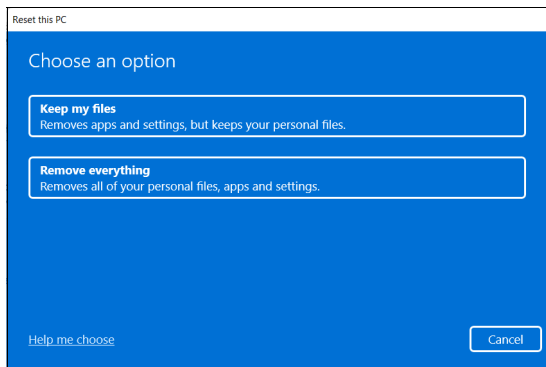 Reset this PC
Choose an option
Keep my files
Removes apps and settings, but keeps your personal files.
Remove everything
Removes all of your personal files, apps and settings.
Help me choose
Cancel